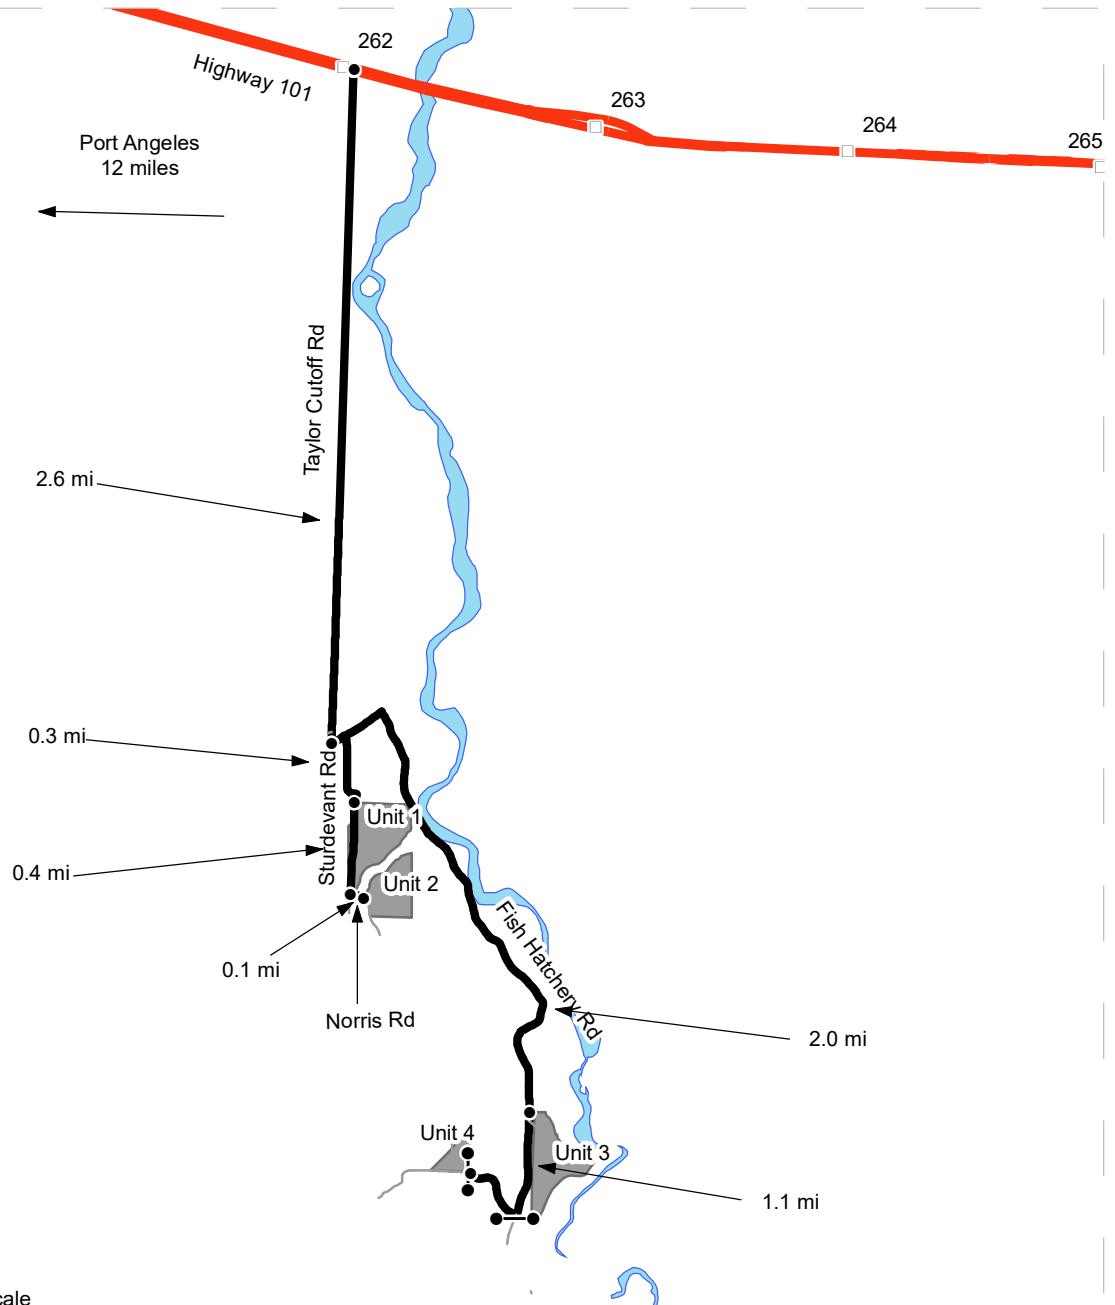 262
Highway 101
263
264
265
Port Angeles
12 miles
Taylor Cutoff Rd
2.6 mi
0.3 mi
Sturdevant Rd
Unit 1
0.4 mi
Unit 2
Fish Hatchery Rd
0.1 mi
Norris Rd
2.0 mi
Unit 4
Unit 3
1.1 mi
cale